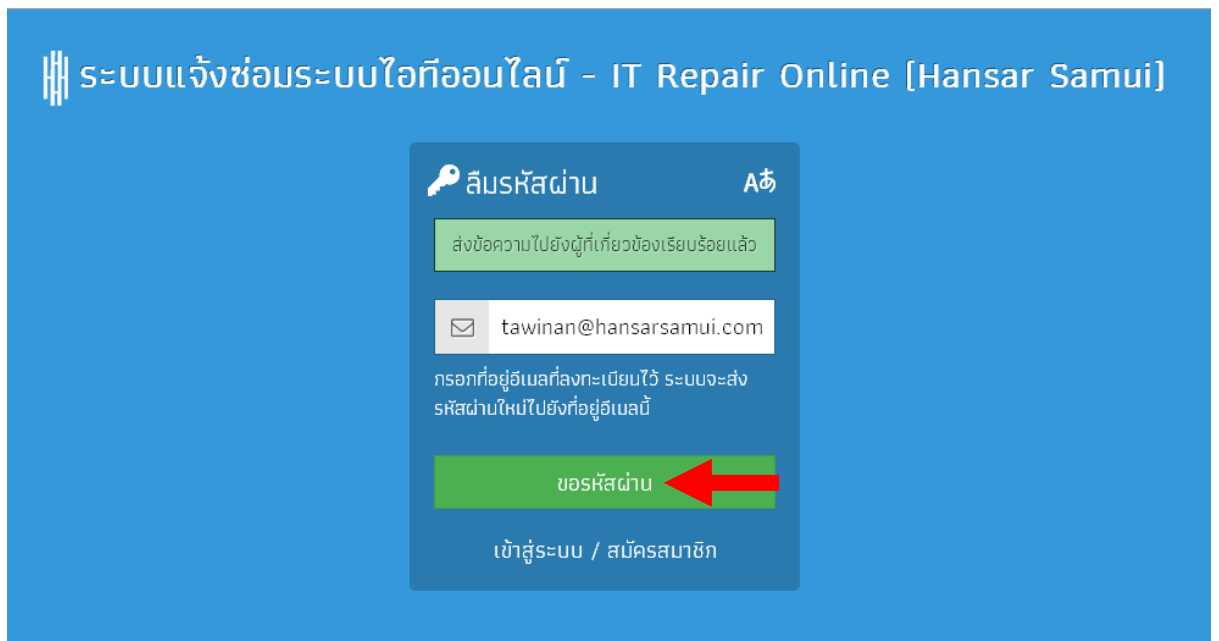 ระบบแจ้งซ่อมระบบไอทีออนไลน์ - IT Repair Online (Hansar Samui)
ลืมรหัสผ่าน Aあ
ส่งข้อความไปยังผู้ที่เกี่ยวข้องเรียบร้อยแล้ว
tawinan@hansarsamui.com
กรอกที่อยู่อีเมลที่ลงทะเบียนไว้ ระบบจะส่ง
รหัสผ่านใหม่ไปยังที่อยู่อีเมลนี้
ขอรหัสผ่าน
เข้าสู่ระบบ / สมัครสมาชิก